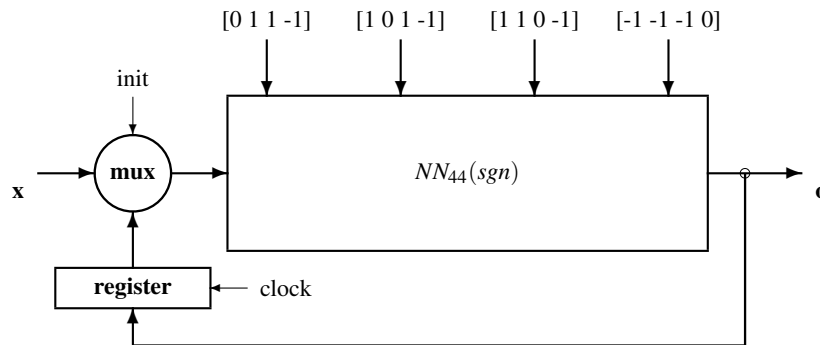 [0 1 1 -1] [1 0 1 -1] [1 1 0 -1] [-1 -1 -1 0]
init
mux
NN44(sgn)
x
o
register
clock